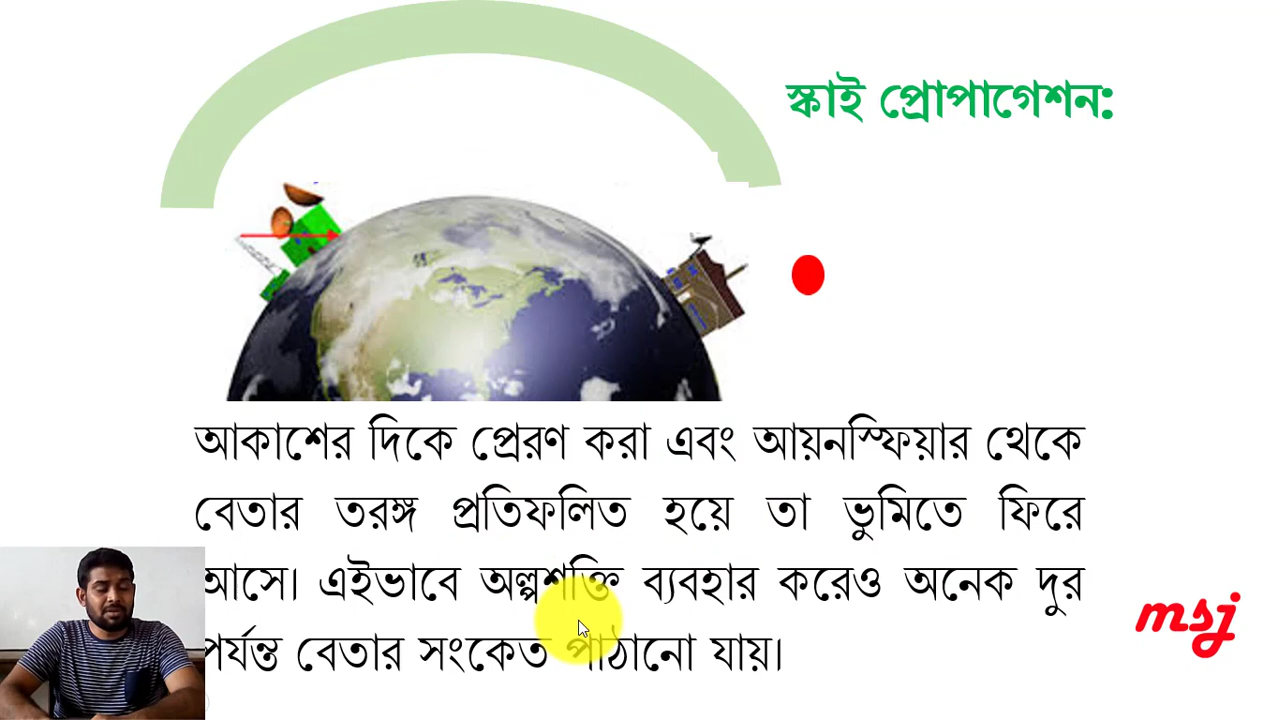 স্কাই প্রোপাগেশন:
আকাশের দিকে প্রেরণ করা এবং আয়নস্ফিয়ার থেকে
বেতার তরঙ্গ প্রতিফলিত হয়ে তা ভুমিতে ফিরে
আসে। এইভাবে অল্পশক্তি ব্যবহার করেও অনেক দুর
পর্যন্ত বেতার সংকেত পাঠানো যায়।
msj